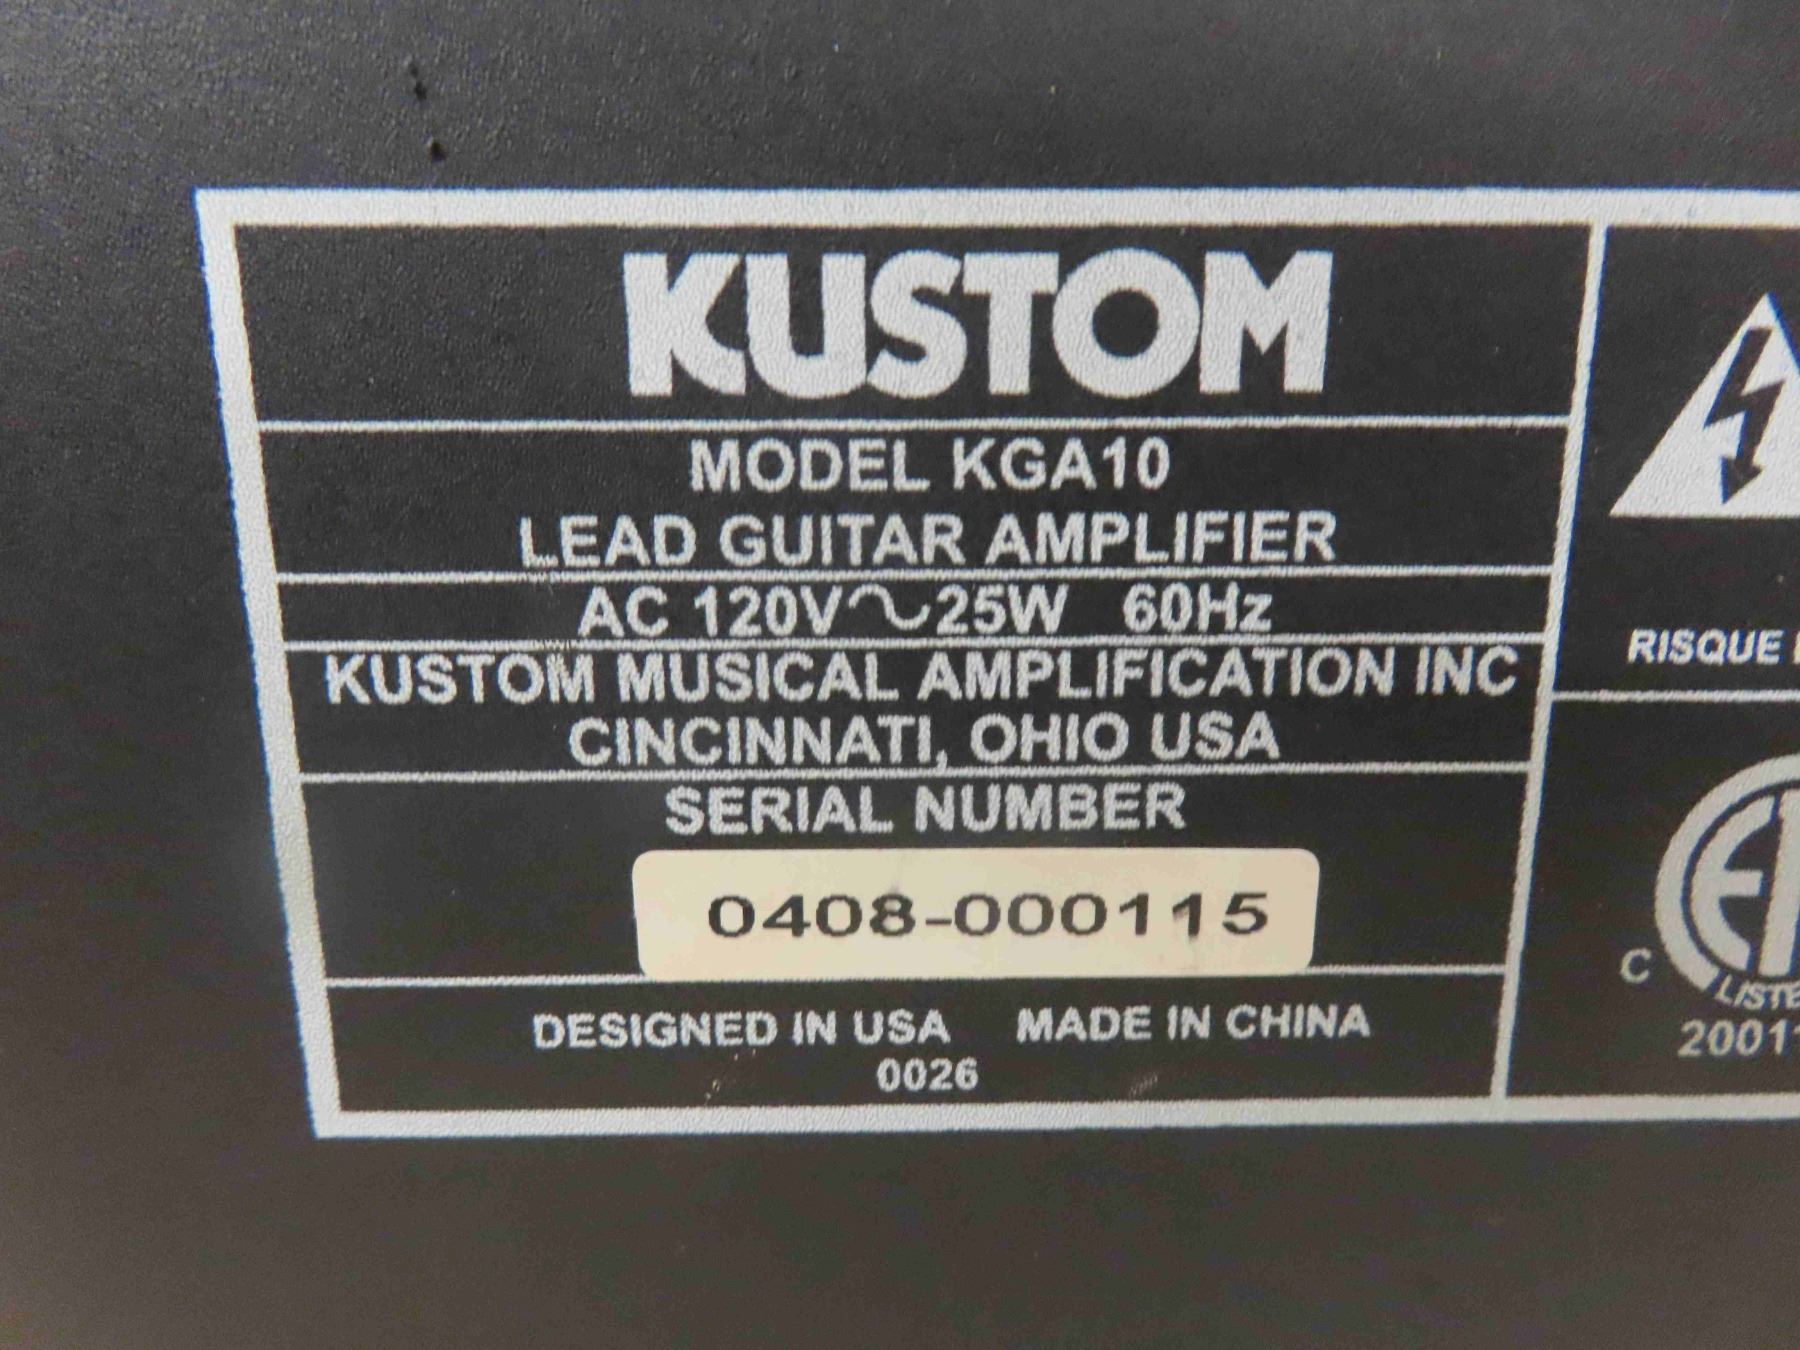 KUSTOM
MODEL KGA10
LEAD GUITAR AMPLIFIER
AC 120V～25W 60Hz
KUSTOM MUSICAL AMPLIFICATION INC
CINCINNATI, OHIO USA
SERIAL NUMBER
0408-000115
DESIGNED IN USA MADE IN CHINA
0026
RISQUE
C